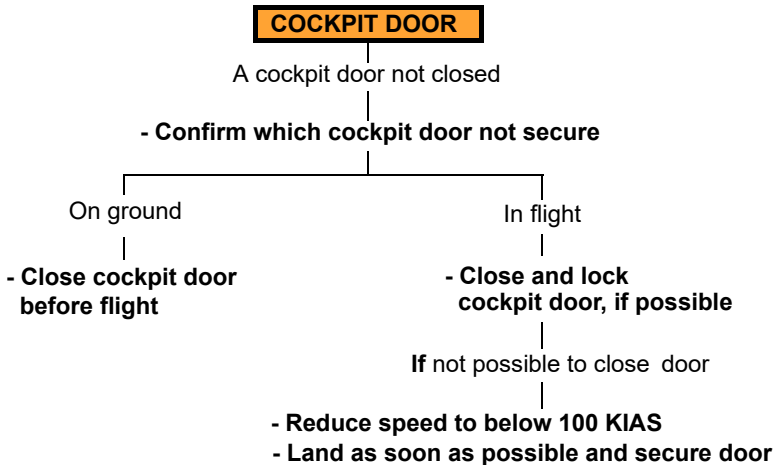 COCKPIT DOOR
A cockpit door not closed
- Confirm which cockpit door not secure
On ground
- Close cockpit door
before flight
In flight
- Close and lock
cockpit door, if possible
If not possible to close door
- Reduce speed to below 100 KIAS
- Land as soon as possible and secure door